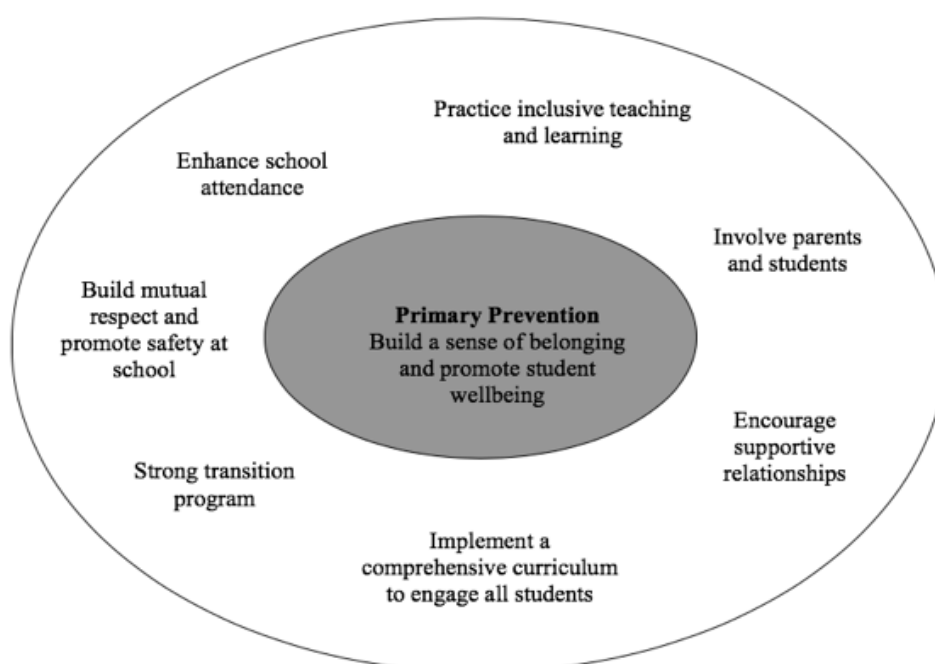 Practice inclusive teaching
and learning
Enhance school
attendance
Involve parents
and students
Build mutual
respect and
promote safety at
school
Primary Prevention
Build a sense of belonging
and promote student
wellbeing
Encourage
supportive
relationships
Strong transition
program
Implement a
comprehensive curriculum
to engage all students